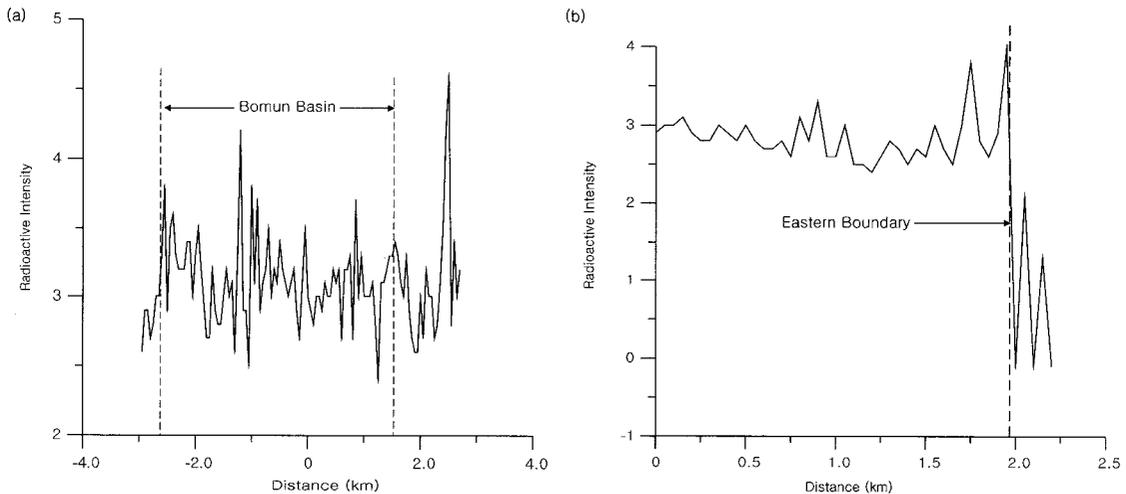 (a)
5
4
3
2
Radioactive Intensity
Bomun Basin
-4.0 -2.0 0 2.0 4.0
Distance (km)
(b)
4
3
2
1
0
-1
Radioactive Intensity
Eastern Boundary
0 0.5 1.0 1.5 2.0 2.5
Distance (km)